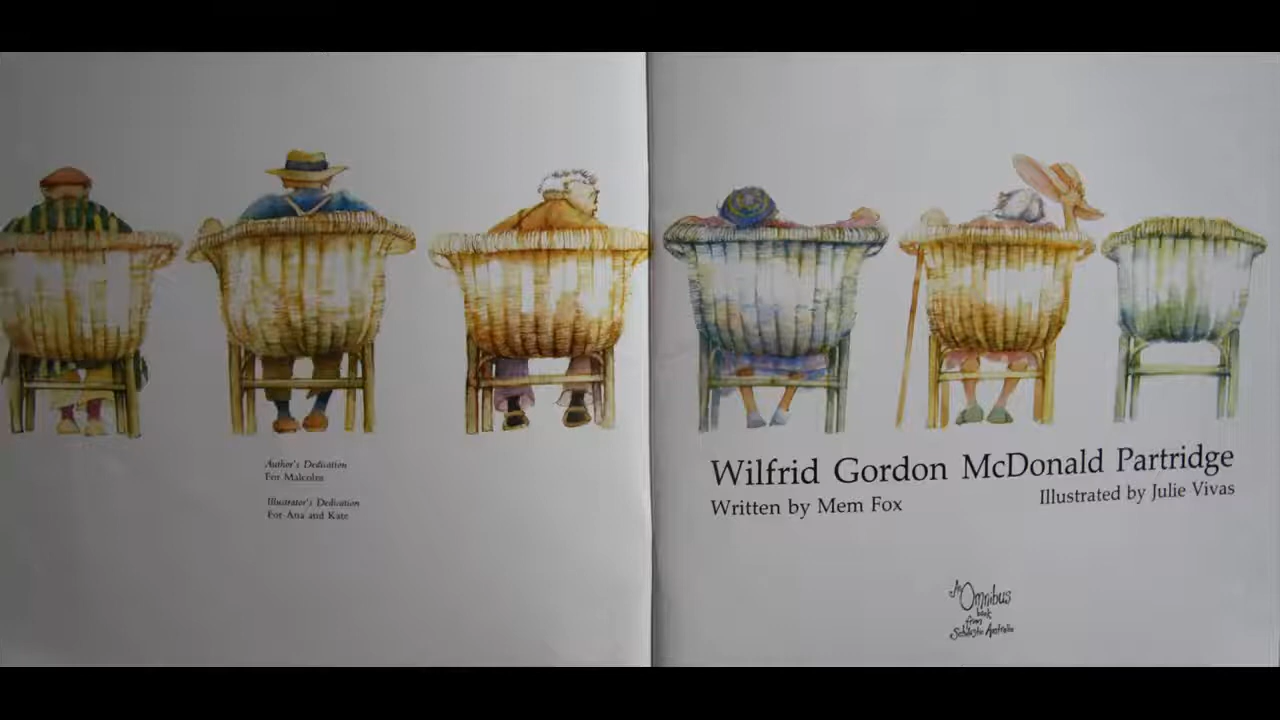 Author's Dedication
For Malcolm
Illustrator's Dedication
For Ana and Kate
Wilfrid Gordon McDonald Partridge
Written by Mem Fox
Illustrated by Julie Vivas
An
Omnibus
book
from
Scholastic Australia